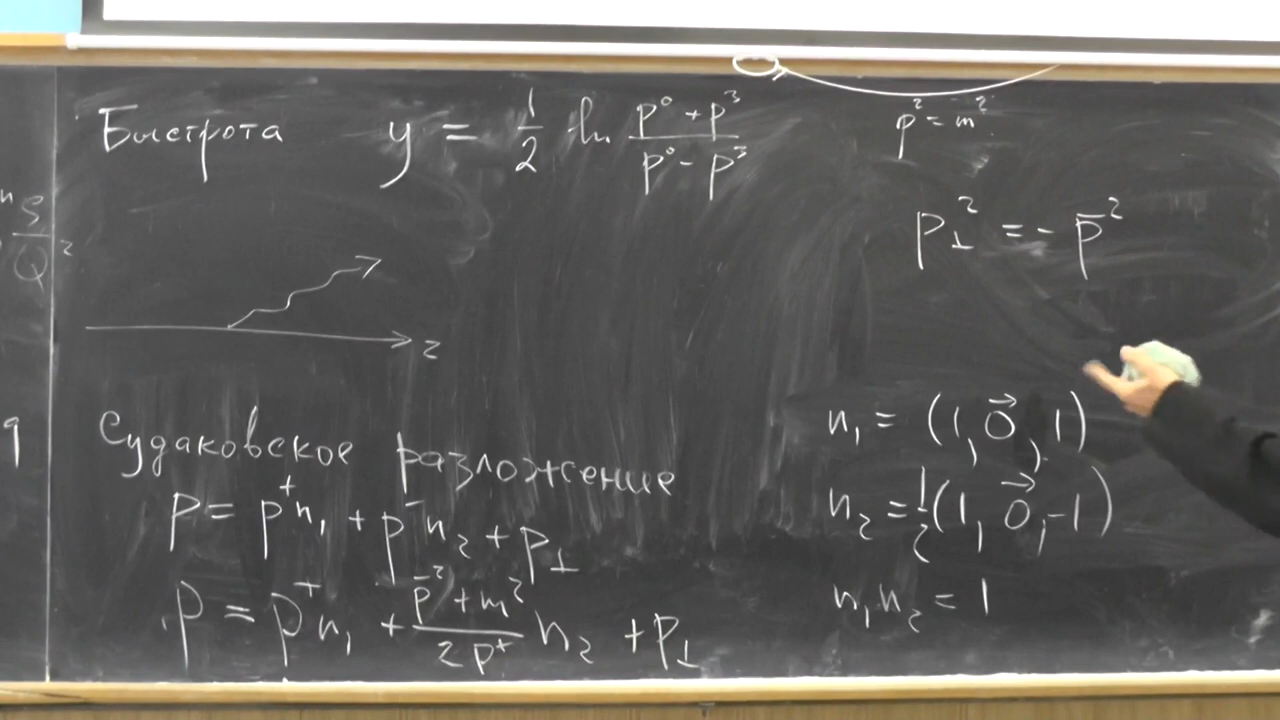 Быстрота y = 1/2 ln (p⁰ + p³)/(p⁰ - p³)
p² = m²
p⊥² = - p̄²
s/Q²
z
q
Судаковское разложение
p = p⁺n₁ + p⁻n₂ + p⊥
p = p⁺n₁ + (p̄² + m²)/(2p⁺) n₂ + p⊥
n₁ = (1, 0⃗, 1)
n₂ = 1/2 (1, 0⃗, -1)
n₁n₂ = 1